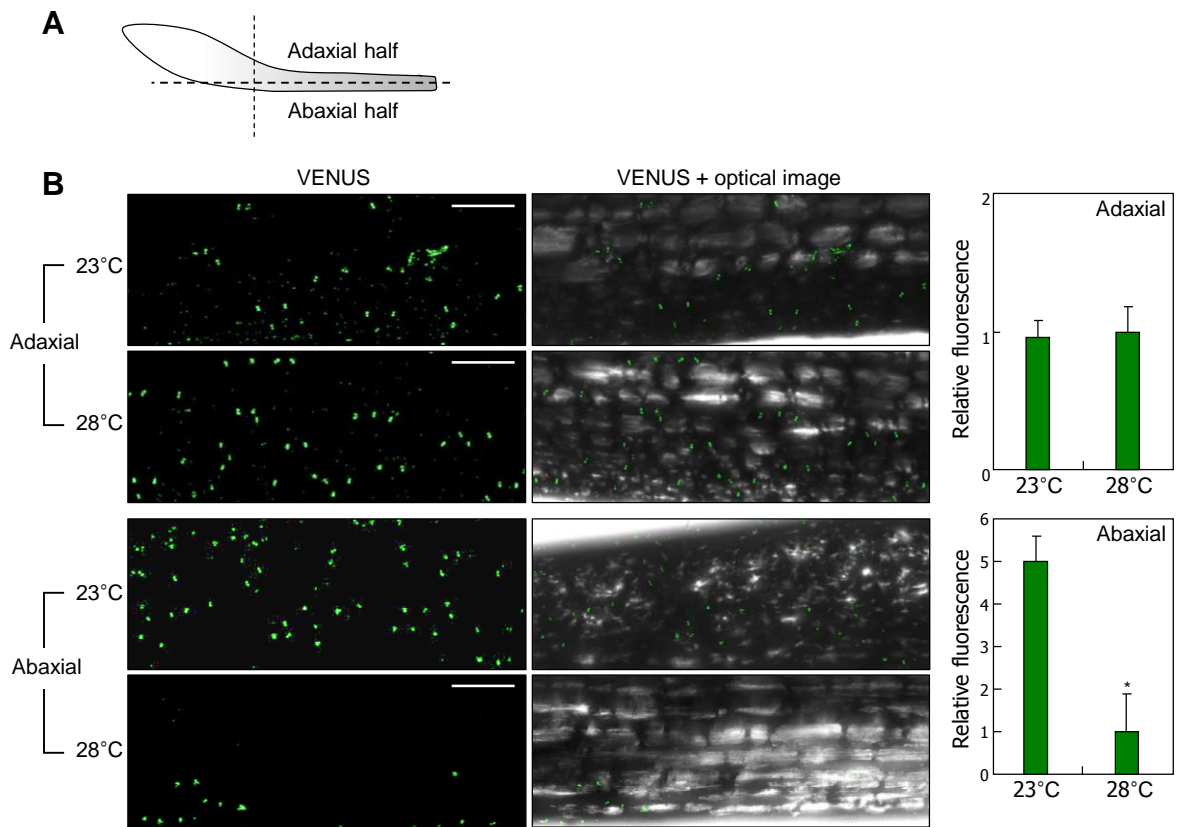 A
Adaxial half
Abaxial half
B
VENUS
VENUS + optical image
23°C
Adaxial
28°C
2
Adaxial
Relative fluorescence
1
0
23°C
28°C
23°C
Abaxial
28°C
6
Abaxial
5
Relative fluorescence
4
3
2
*
1
0
23°C
28°C